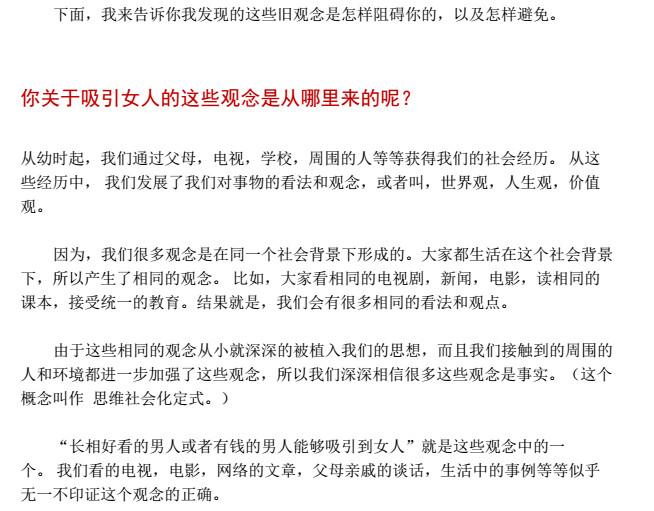 下面，我来告诉你我发现的这些旧观念是怎样阻碍你的，以及怎样避免。
你关于吸引女人的这些观念是从哪里来的呢？
从幼时起，我们通过父母，电视，学校，周围的人等等获得我们的社会经历。 从这
些经历中， 我们发展了我们对事物的看法和观念，或者叫，世界观，人生观，价值
观。
因为，我们很多观念是在同一个社会背景下形成的。大家都生活在这个社会背景
下，所以产生了相同的观念。 比如，大家看相同的电视剧，新闻，电影，读相同的
课本，接受统一的教育。结果就是，我们会有很多相同的看法和观点。
由于这些相同的观念从小就深深的被植入我们的思想，而且我们接触到的周围的
人和环境都进一步加强了这些观念，所以我们深深相信很多这些观念是事实。（这个
概念叫作 思维社会化定式。）
“长相好看的男人或者有钱的男人能够吸引到女人”就是这些观念中的一
个。 我们看的电视，电影，网络的文章，父母亲戚的谈话，生活中的事例等等似乎
无一不印证这个观念的正确。